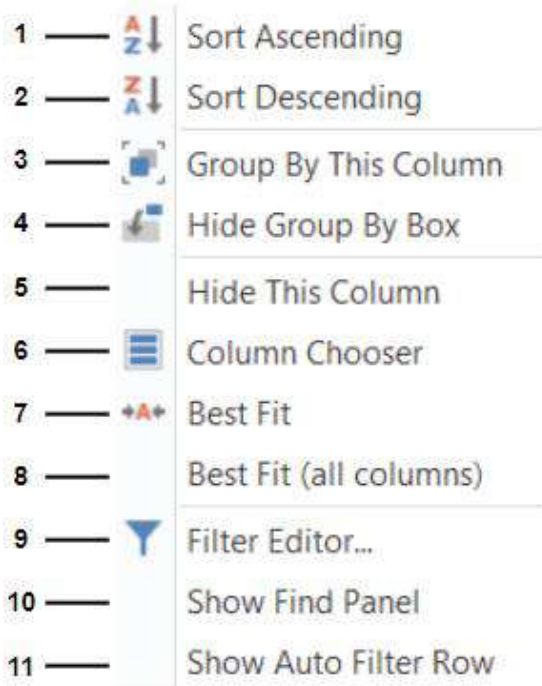 1 Sort Ascending
2 Sort Descending
3 Group By This Column
4 Hide Group By Box
5 Hide This Column
6 Column Chooser
7 Best Fit
8 Best Fit (all columns)
9 Filter Editor...
10 Show Find Panel
11 Show Auto Filter Row